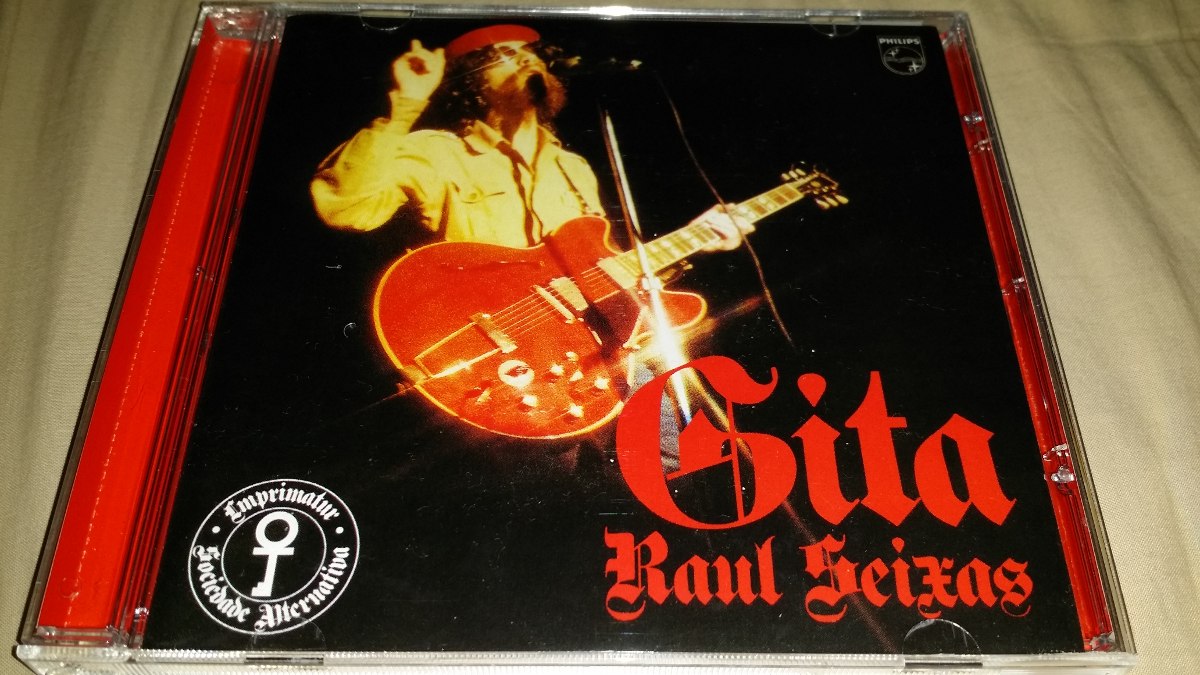 PHILIPS
Gita
Raul Seixas
Imprimatur
Sociedade Alternativa